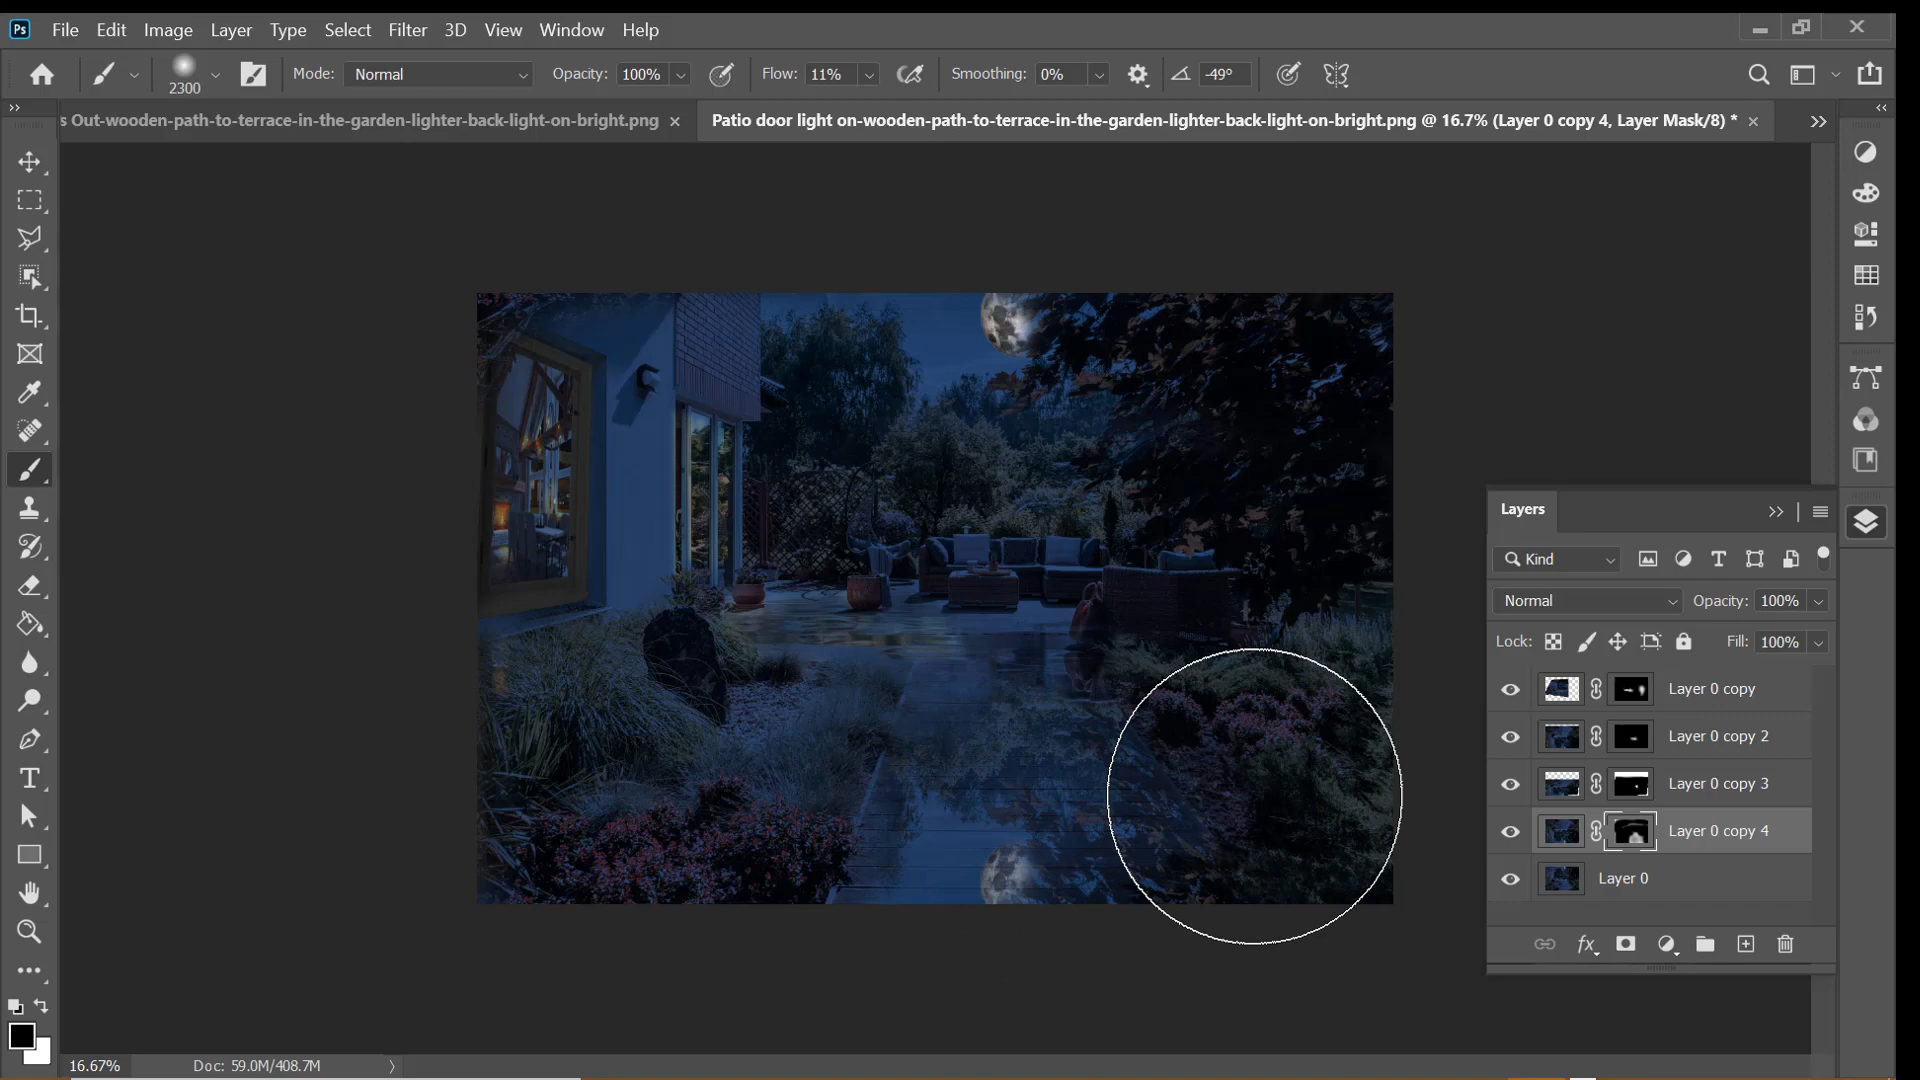 Ps File Edit Image Layer Type Select Filter 3D View Window Help
2300 Mode: Normal Opacity: 100% Flow: 11% Smoothing: 0% -49°
s Out-wooden-path-to-terrace-in-the-garden-lighter-back-light-on-bright.png Patio door light on-wooden-path-to-terrace-in-the-garden-lighter-back-light-on-bright.png @ 16.7% (Layer 0 copy 4, Layer Mask/8) *
Layers
Kind
Normal Opacity: 100%
Lock: Fill: 100%
Layer 0 copy
Layer 0 copy 2
Layer 0 copy 3
Layer 0 copy 4
Layer 0
fx
16.67% Doc: 59.0M/408.7M